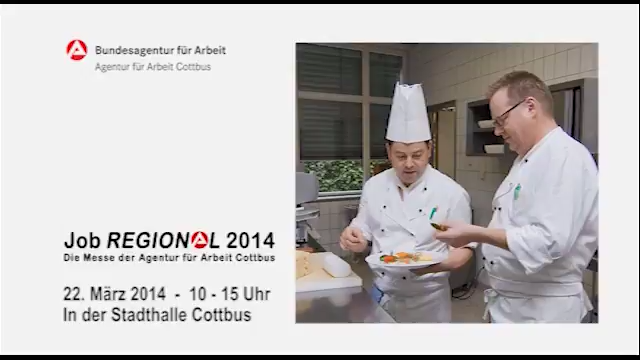 Bundesagentur für Arbeit
Agentur für Arbeit Cottbus
Job REGIONAL 2014
Die Messe der Agentur für Arbeit Cottbus
22. März 2014 - 10 - 15 Uhr
In der Stadthalle Cottbus